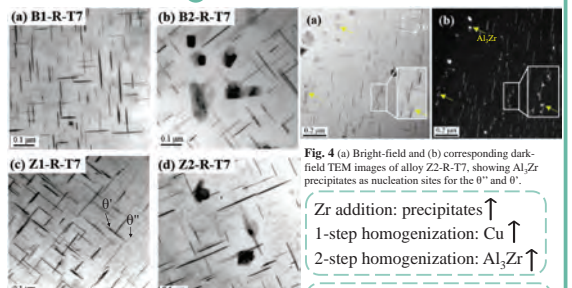 (a) B1-R-T7
0.1 μm
(b) B2-R-T7
0.1 μm
(c) Z1-R-T7
θ'
θ"
(d) Z2-R-T7
(a)
0.2 μm
(b)
Al₃Zr
0.2 μm
Fig. 4 (a) Bright-field and (b) corresponding dark-
field TEM images of alloy Z2-R-T7, showing Al₃Zr
precipitates as nucleation sites for the θ" and θ'.
Zr addition: precipitates ↑
1-step homogenization: Cu ↑
2-step homogenization: Al₃Zr ↑